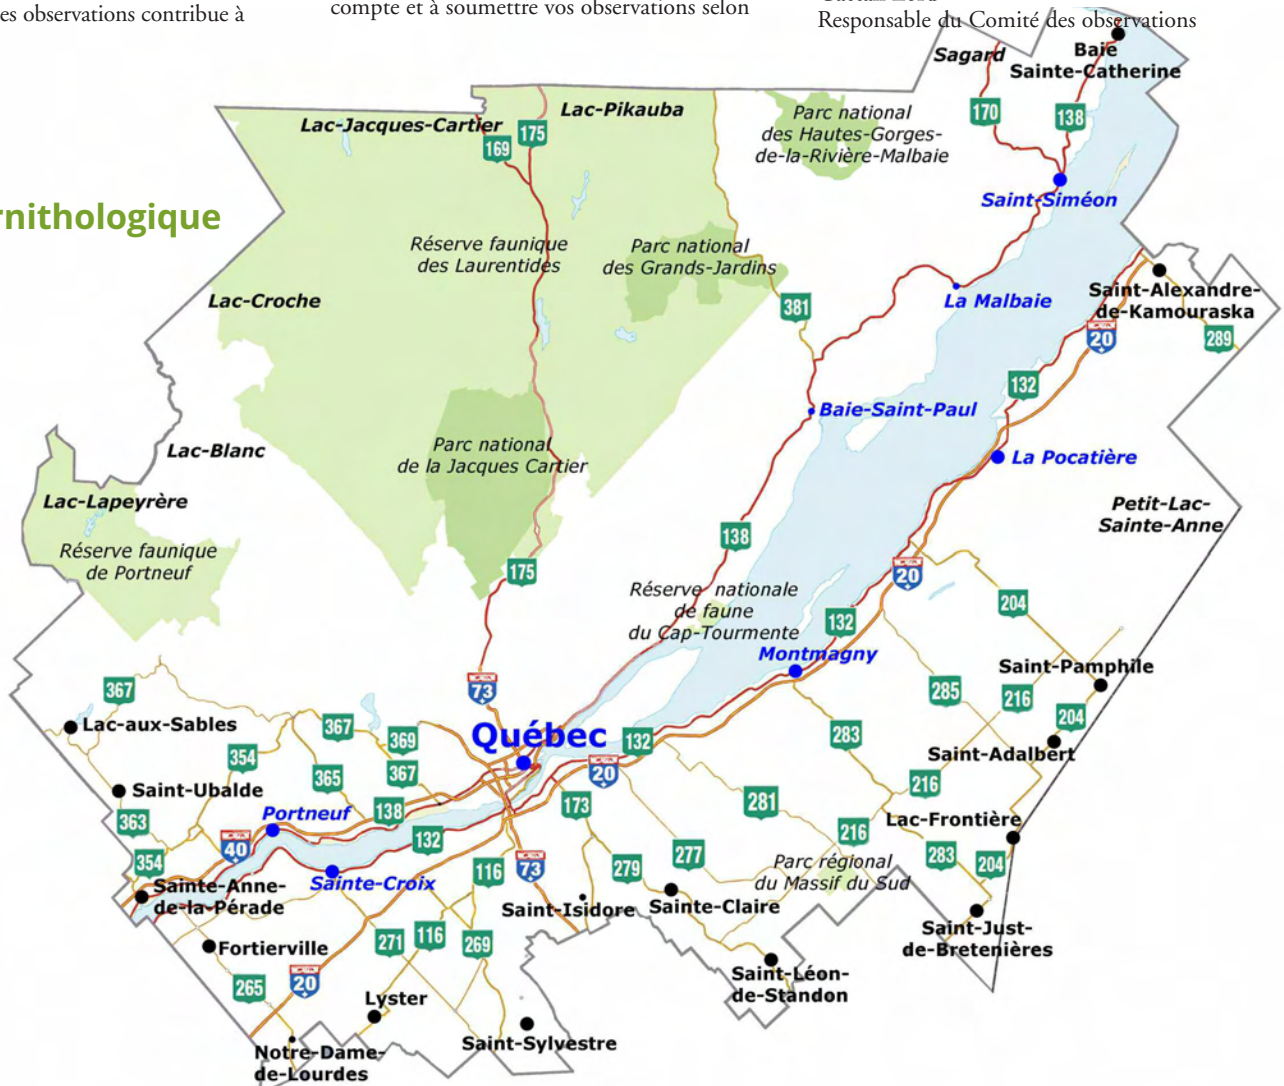 es observations contribue à
compte et à soumettre vos observations selon
Responsable du Comité des observations
rnithologique
Sagard
Baie
Sainte-Catherine
170
138
Lac-Jacques-Cartier
169
175
Lac-Pikauba
Parc national
des Hautes-Gorges-
de-la-Rivière-Malbaie
Saint-Siméon
Réserve faunique
des Laurentides
Parc national
des Grands-Jardins
Lac-Croche
381
La Malbaie
Saint-Alexandre-
de-Kamouraska
20
289
132
Baie-Saint-Paul
Lac-Blanc
Parc national
de la Jacques Cartier
La Pocatière
Lac-Lapeyrère
Réserve faunique
de Portneuf
Petit-Lac-
Sainte-Anne
138
175
20
Réserve nationale
de faune
du Cap-Tourmente
132
204
Montmagny
Saint-Pamphile
73
367
285
216
204
Lac-aux-Sables
367
369
Québec
132
283
Saint-Adalbert
354
365
367
20
216
Saint-Ubalde
363
Portneuf
138
173
281
Lac-Frontière
40
132
216
354
116
73
279
277
283
204
Parc régional
du Massif du Sud
Sainte-Anne-
de-la-Pérade
Sainte-Croix
Saint-Isidore
Sainte-Claire
Saint-Just-
de-Bretenières
Fortierville
271
116
269
265
20
Saint-Léon-
de-Standon
Lyster
Saint-Sylvestre
Notre-Dame-
de-Lourdes